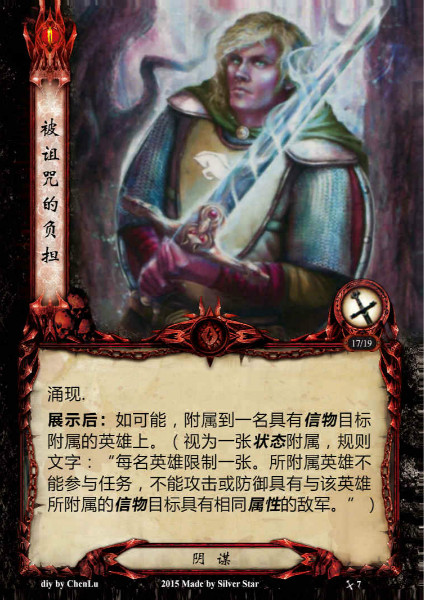 被诅咒的负担
17/19
涌现.
展示后：如可能，附属到一名具有信物目标
附属的英雄上。（视为一张状态附属，规则
文字：“每名英雄限制一张。所附属英雄不
能参与任务，不能攻击或防御具有与该英雄
所附属的信物目标具有相同属性的敌军。”）
阴谋
diy by ChenLu
2015 Made by Silver Star
7